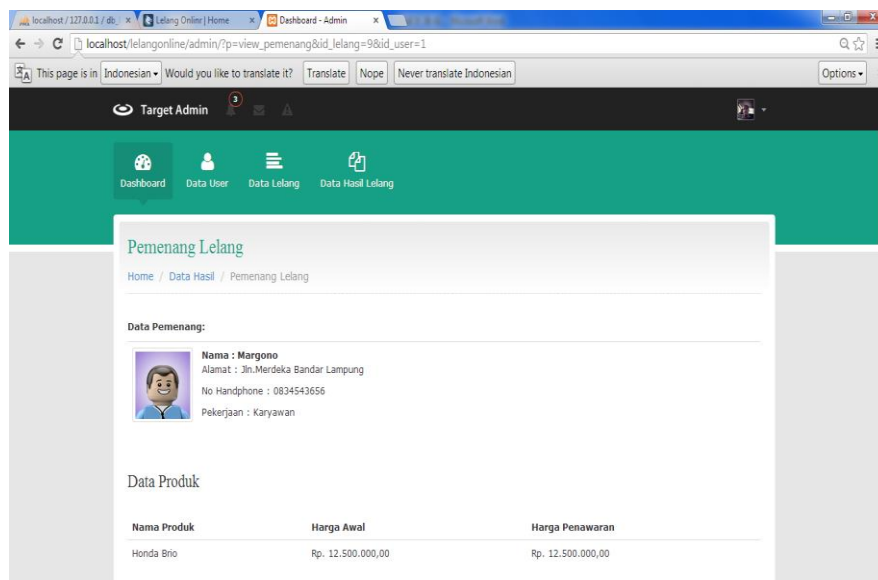 localhost / 127.0.0.1 / db_l
Lelang Onlinr | Home
Dashboard - Admin
localhost/lelangonline/admin/?p=view_pemenang&id_lelang=9&id_user=1
This page is in Indonesian Would you like to translate it? Translate Nope Never translate Indonesian Options
Target Admin 3
Dashboard Data User Data Lelang Data Hasil Lelang
Pemenang Lelang
Home / Data Hasil / Pemenang Lelang
Data Pemenang:
Nama : Margono
Alamat : Jln.Merdeka Bandar Lampung
No Handphone : 0834543656
Pekerjaan : Karyawan
Data Produk
Nama Produk Harga Awal Harga Penawaran
Honda Brio Rp. 12.500.000,00 Rp. 12.500.000,00